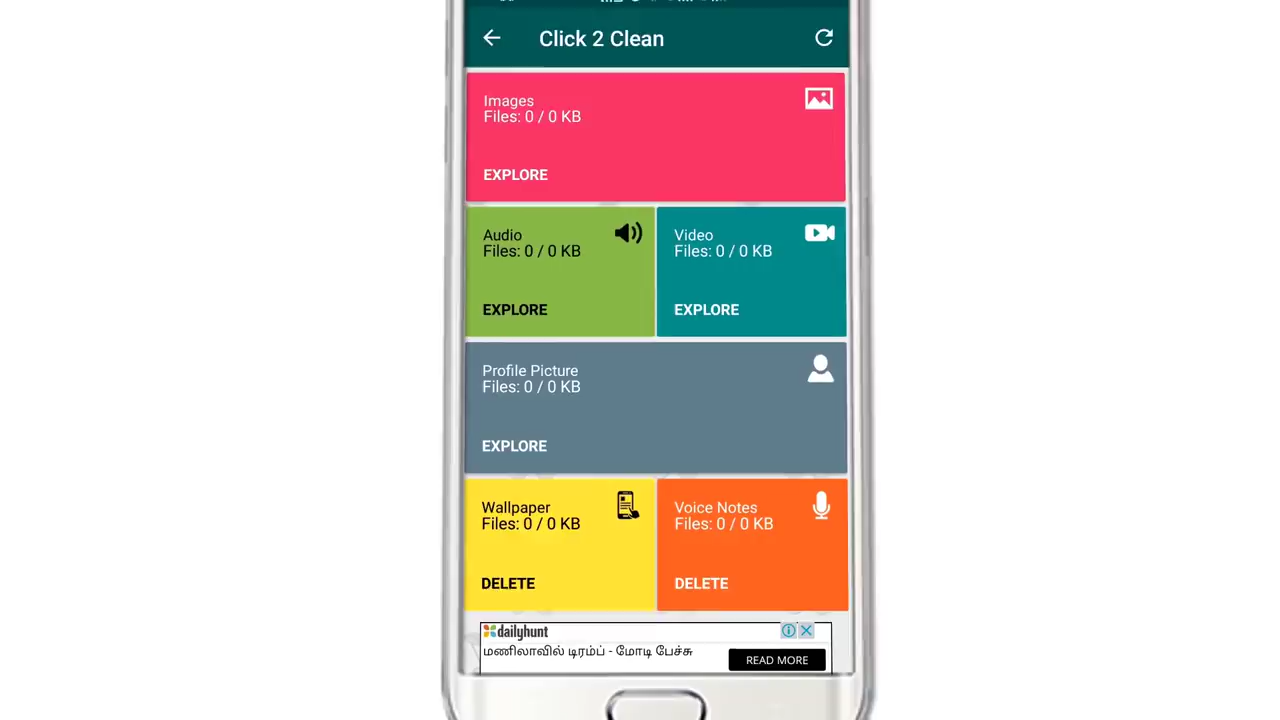 Click 2 Clean
Images
Files: 0 / 0 KB
EXPLORE
Audio
Files: 0 / 0 KB
EXPLORE
Video
Files: 0 / 0 KB
EXPLORE
Profile Picture
Files: 0 / 0 KB
EXPLORE
Wallpaper
Files: 0 / 0 KB
DELETE
Voice Notes
Files: 0 / 0 KB
DELETE
dailyhunt
மணிலாவில் டிரம்ப் - மோடி பேச்சு
READ MORE